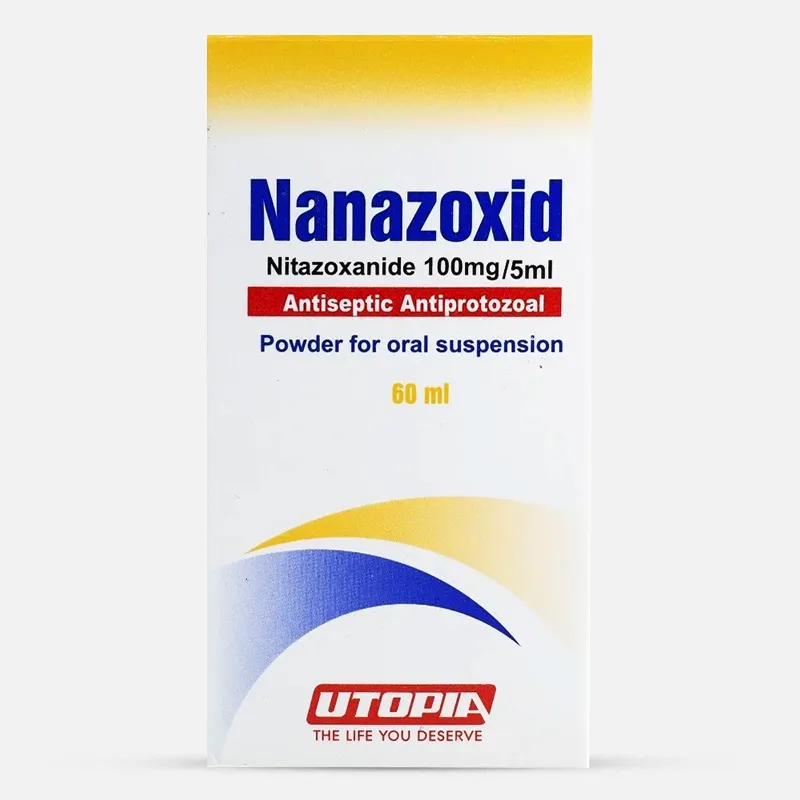 Nanazoxid
Nitazoxanide 100mg/5ml
Antiseptic Antiprotozoal
Powder for oral suspension
60 ml
UTOPIA
THE LIFE YOU DESERVE